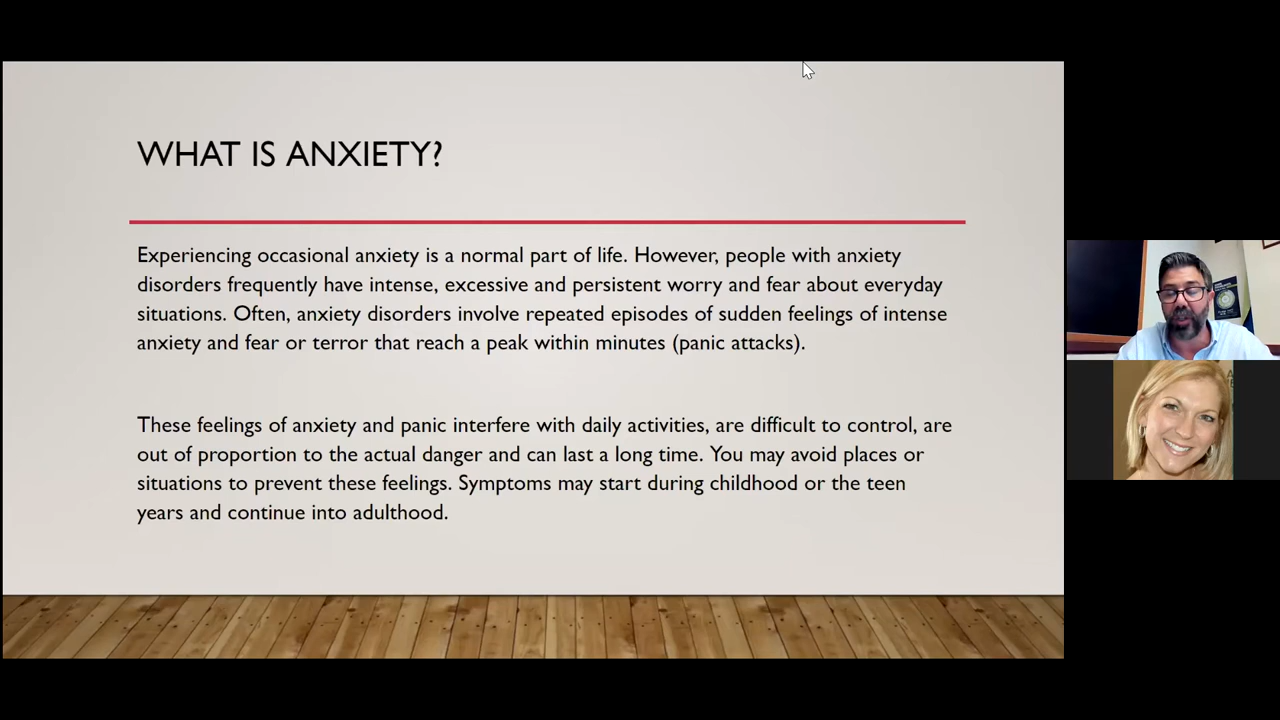 WHAT IS ANXIETY?
Experiencing occasional anxiety is a normal part of life. However, people with anxiety
disorders frequently have intense, excessive and persistent worry and fear about everyday
situations. Often, anxiety disorders involve repeated episodes of sudden feelings of intense
anxiety and fear or terror that reach a peak within minutes (panic attacks).
These feelings of anxiety and panic interfere with daily activities, are difficult to control, are
out of proportion to the actual danger and can last a long time. You may avoid places or
situations to prevent these feelings. Symptoms may start during childhood or the teen
years and continue into adulthood.